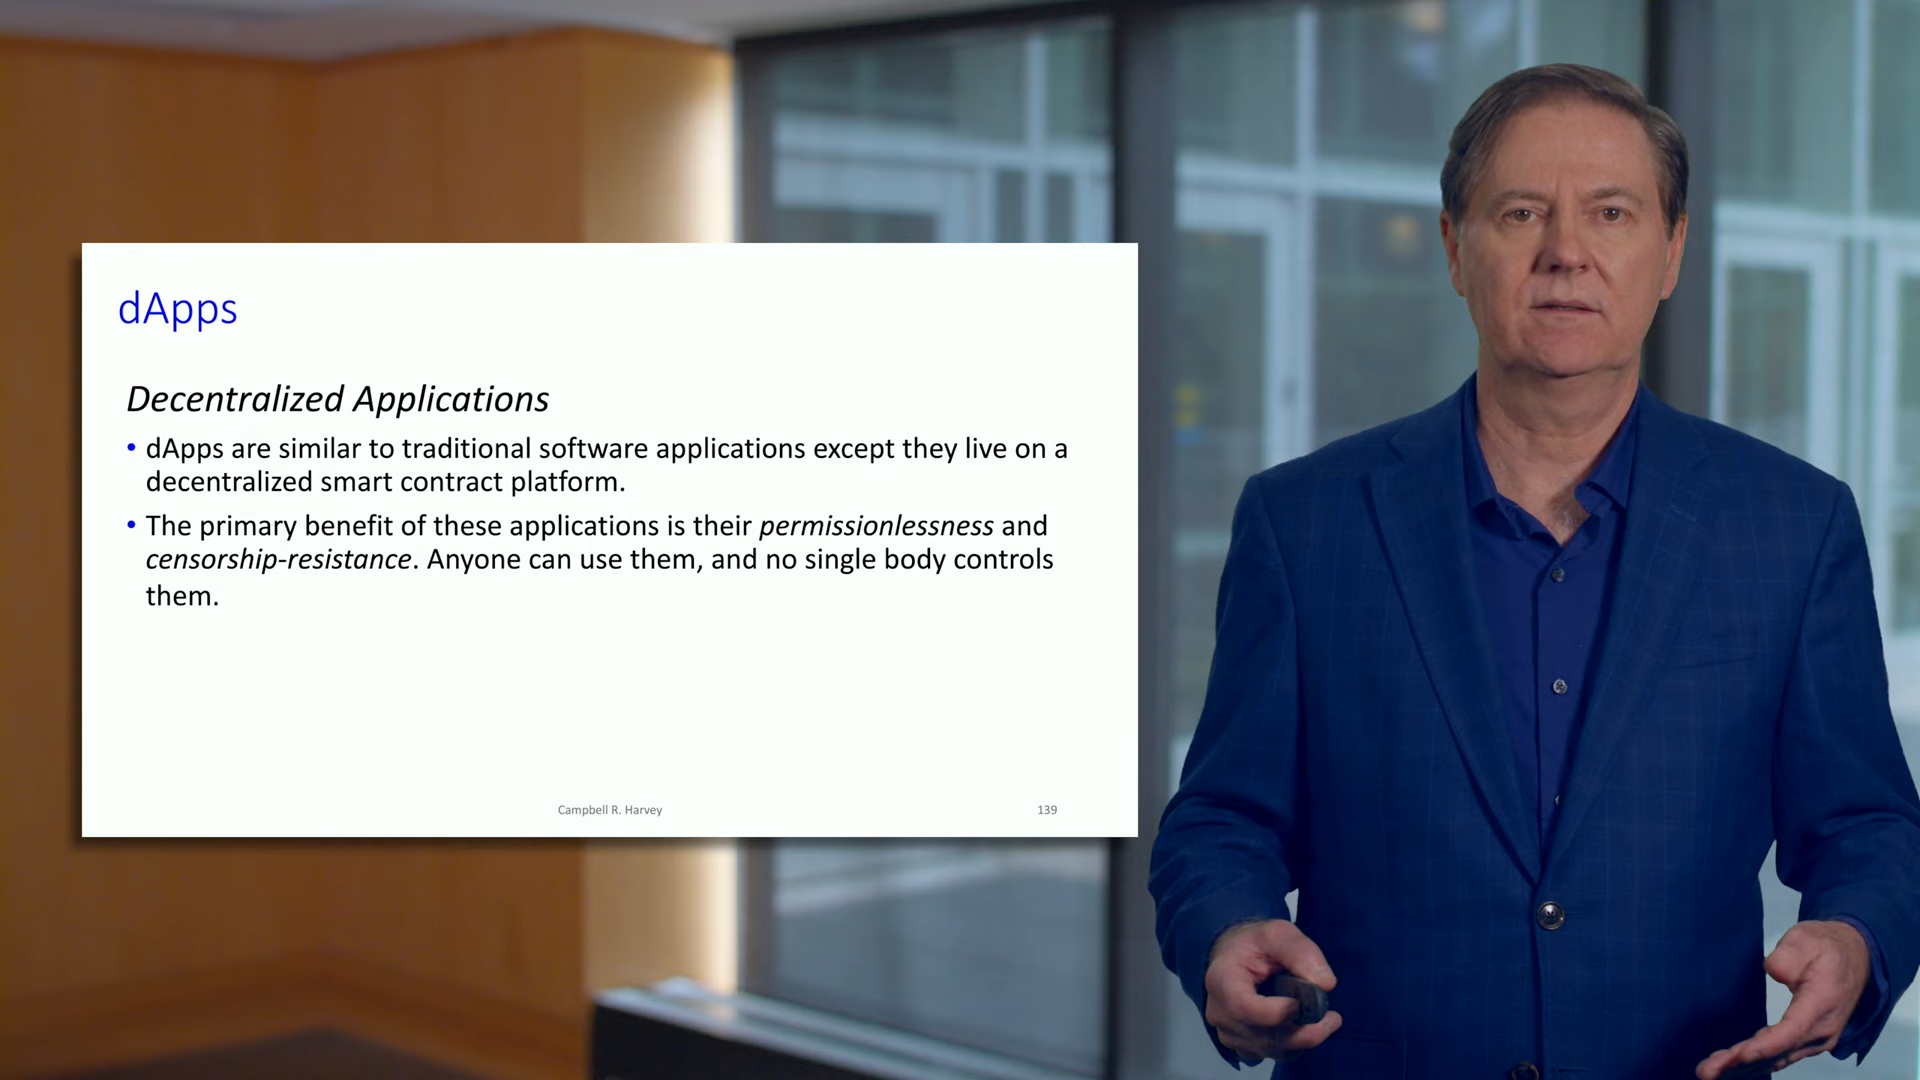 dApps
Decentralized Applications
• dApps are similar to traditional software applications except they live on a
decentralized smart contract platform.
• The primary benefit of these applications is their permissionlessness and
censorship-resistance. Anyone can use them, and no single body controls
them.
Campbell R. Harvey
139